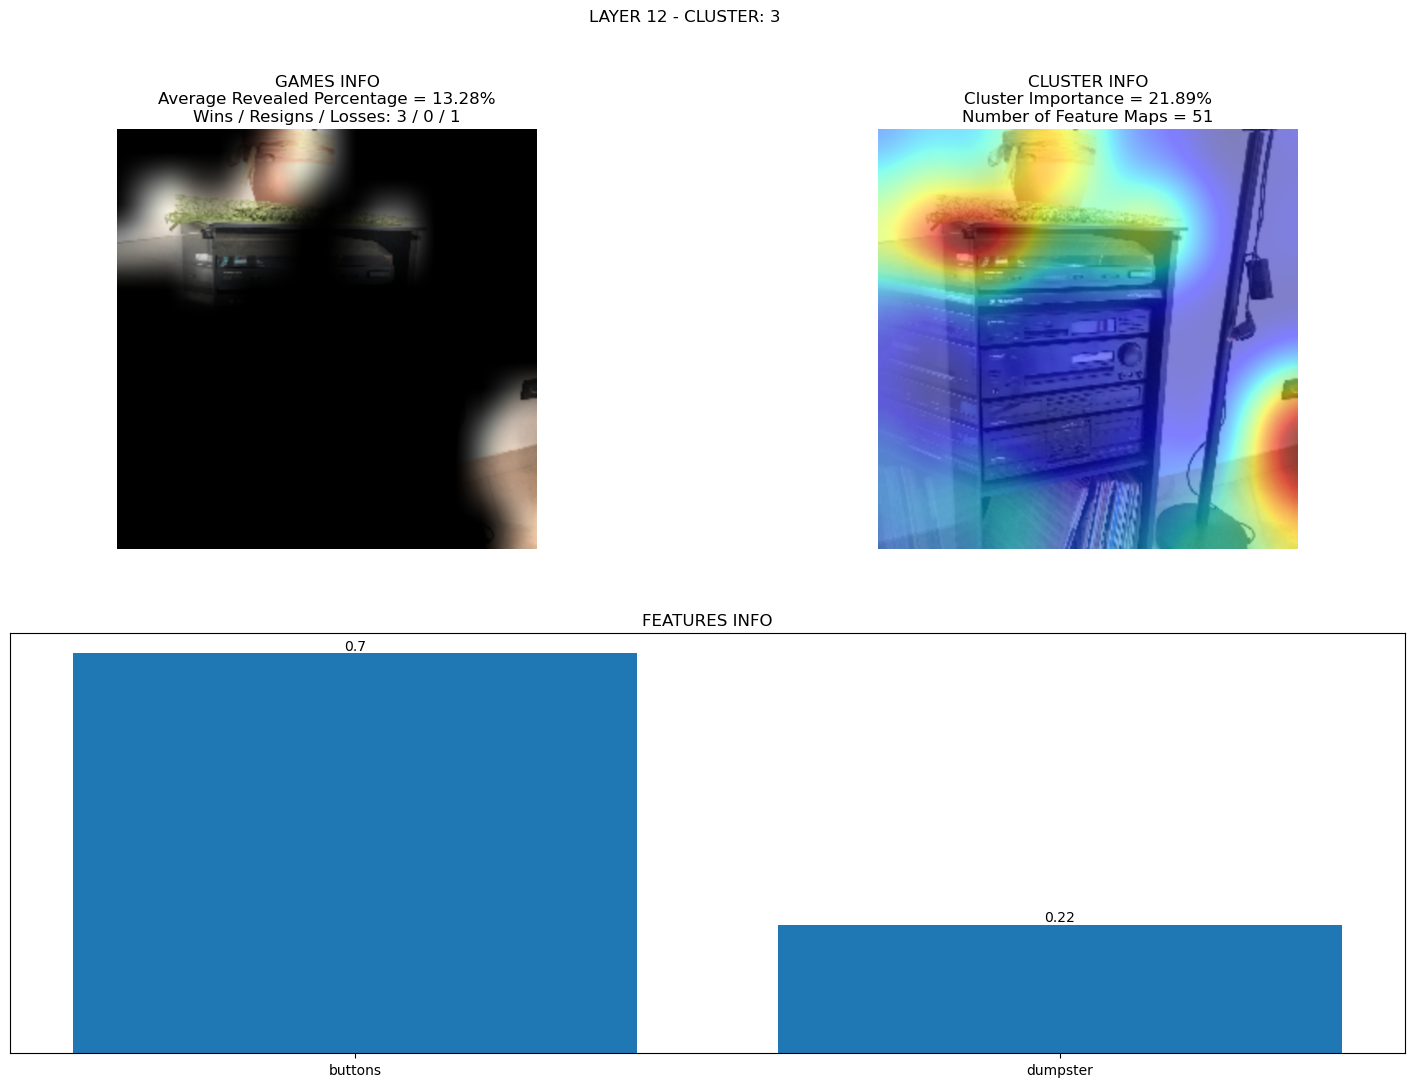 LAYER 12 - CLUSTER: 3
GAMES INFO
Average Revealed Percentage = 13.28%
Wins / Resigns / Losses: 3 / 0 / 1
CLUSTER INFO
Cluster Importance = 21.89%
Number of Feature Maps = 51
FEATURES INFO
0.7
0.22
buttons
dumpster